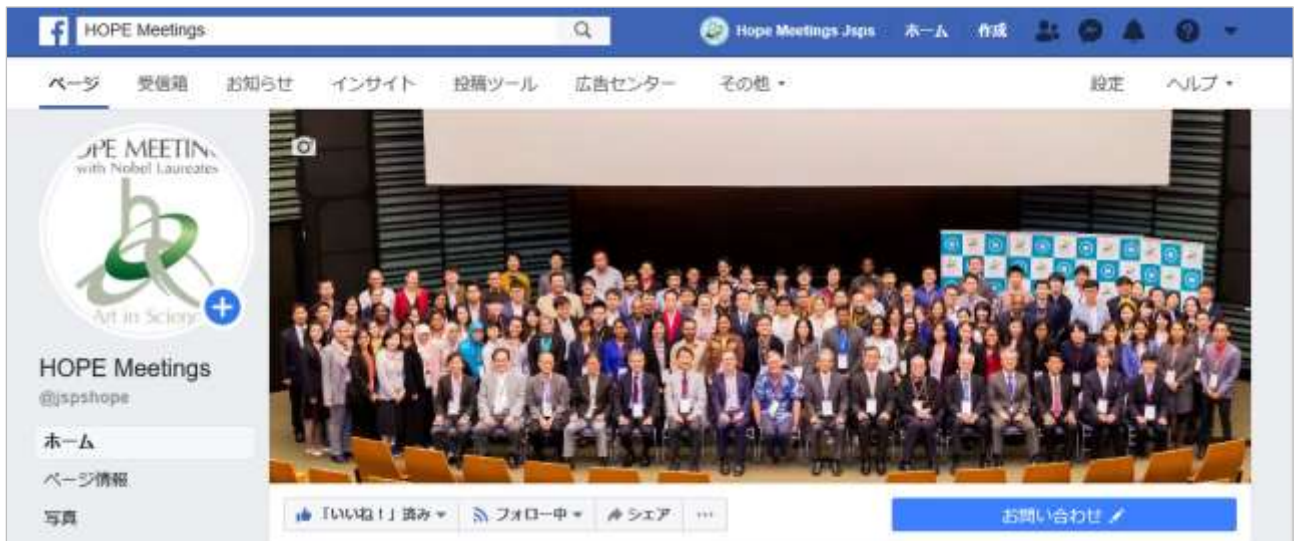 HOPE Meetings
Hope Meetings Jsps ホーム 作成
ページ 受信箱 お知らせ インサイト 投稿ツール 広告センター その他 設定 ヘルプ
OPE MEETIN
with Nobel Laureates
Art in Scienc
HOPE Meetings
@jspshope
ホーム
ページ情報
写真
「いいね！」済み フォロー中 シェア ...
お問い合わせ